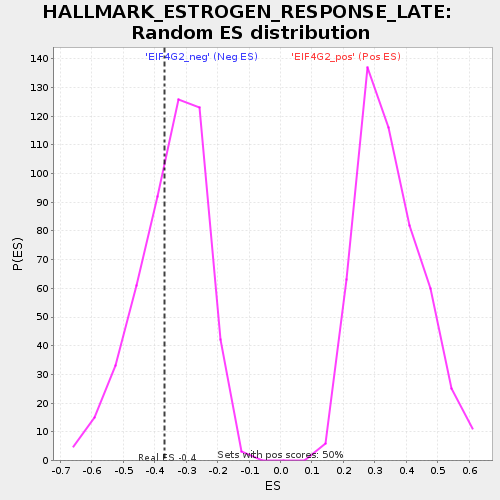 HALLMARK_ESTROGEN_RESPONSE_LATE:
Random ES distribution
'EIF4G2_neg' (Neg ES)
'EIF4G2_pos' (Pos ES)
140
130
120
110
100
90
80
70
60
50
40
30
20
10
0
P(ES)
Real ES -0.4
Sets with pos scores: 50%
-0.7 -0.6 -0.5 -0.4 -0.3 -0.2 -0.1 0.0 0.1 0.2 0.3 0.4 0.5 0.6
ES